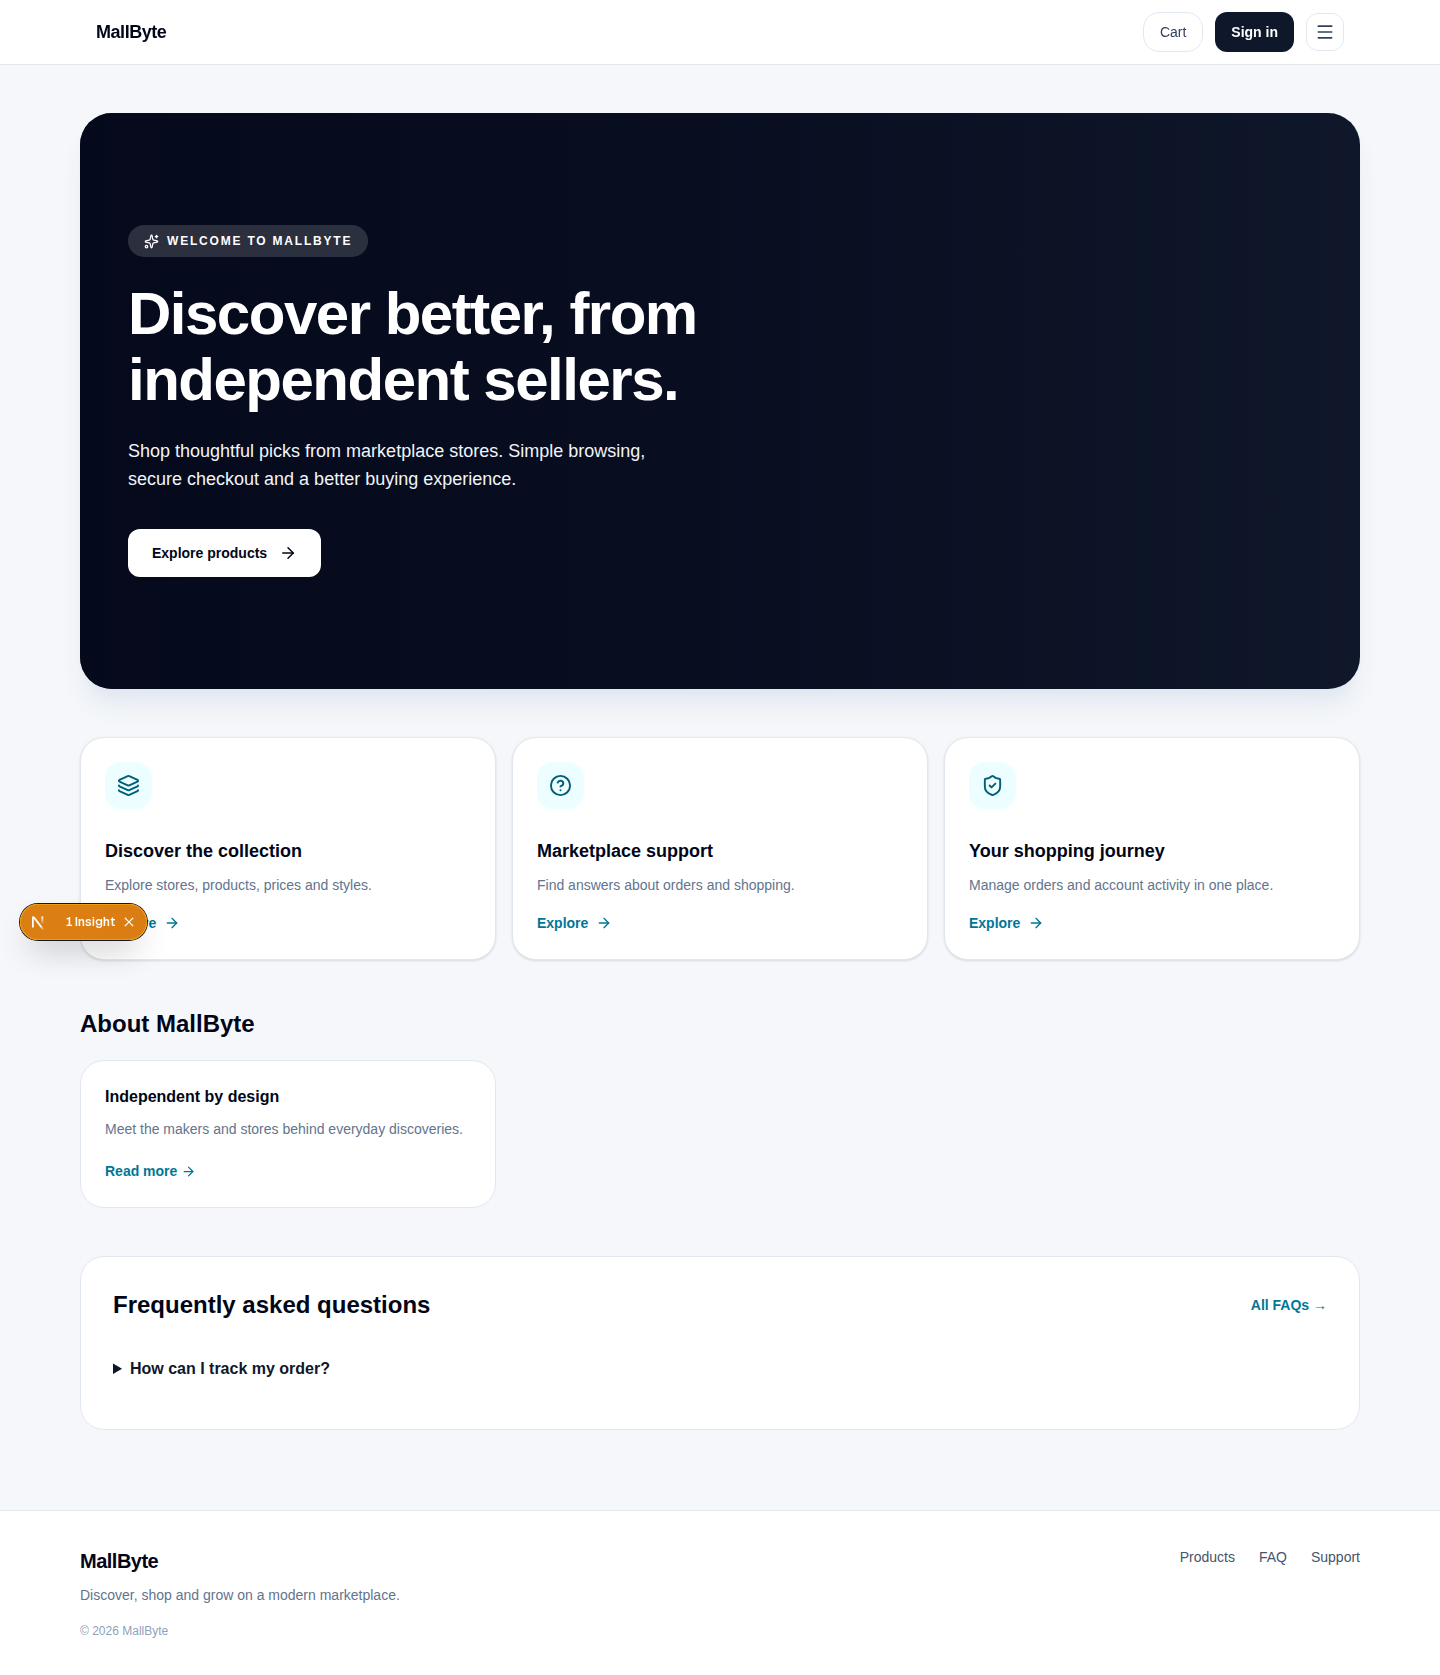 MallByte
Cart
Sign in
WELCOME TO MALLBYTE
Discover better, from
independent sellers.
Shop thoughtful picks from marketplace stores. Simple browsing,
secure checkout and a better buying experience.
Explore products
Discover the collection
Explore stores, products, prices and styles.
Marketplace support
Find answers about orders and shopping.
Explore
Your shopping journey
Manage orders and account activity in one place.
Explore
1 Insight
About MallByte
Independent by design
Meet the makers and stores behind everyday discoveries.
Read more →
Frequently asked questions
All FAQs →
How can I track my order?
MallByte
Discover, shop and grow on a modern marketplace.
© 2026 MallByte
Products
FAQ
Support